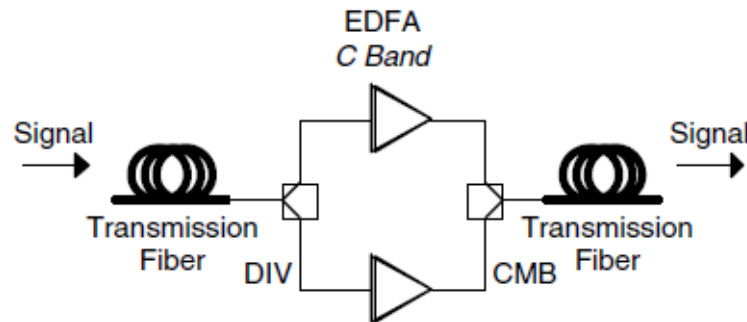 EDFA
C Band
Signal
Signal
Transmission
Fiber
Transmission
Fiber
DIV
CMB